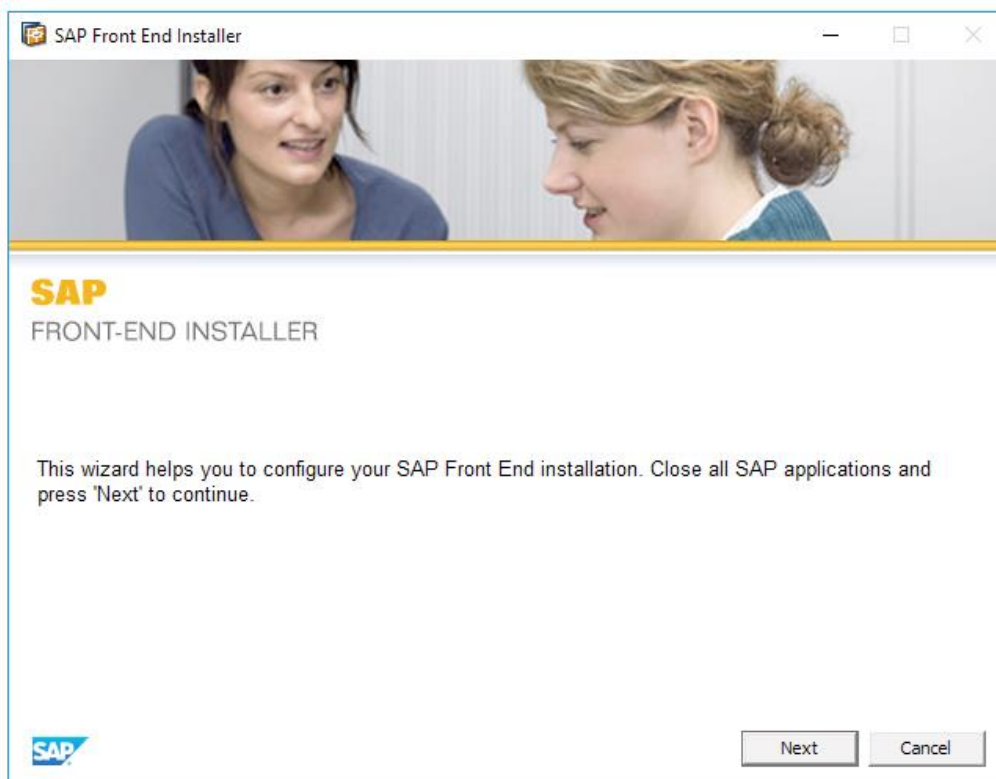 SAP Front End Installer
SAP
FRONT-END INSTALLER
This wizard helps you to configure your SAP Front End installation. Close all SAP applications and
press 'Next' to continue.
SAP
Next
Cancel